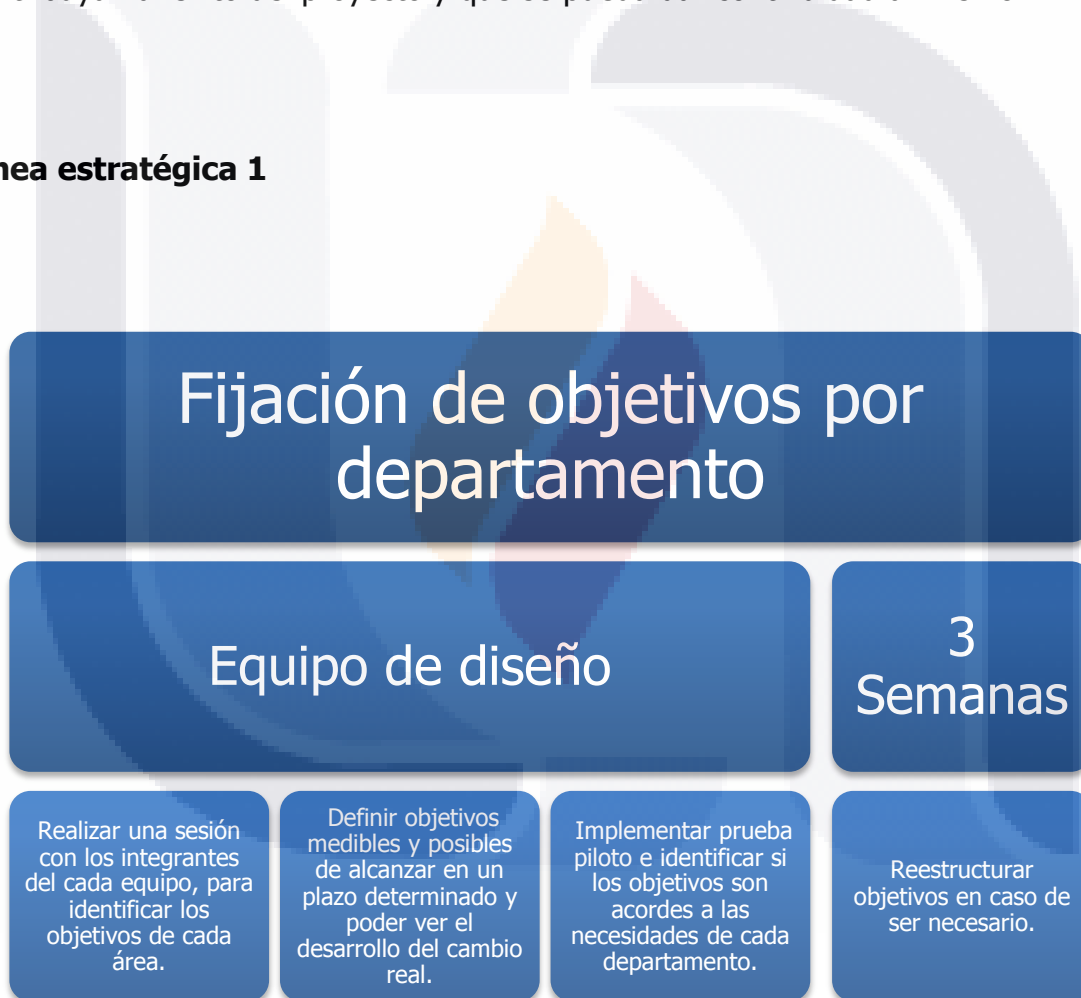 nea estratégica 1
Fijación de objetivos por
departamento
Equipo de diseño
3
Semanas
Realizar una sesión
con los integrantes
del cada equipo, para
identificar los
objetivos de cada
área.
Definir objetivos
medibles y posibles
de alcanzar en un
plazo determinado y
poder ver el
desarrollo del cambio
real.
Implementar prueba
piloto e identificar si
los objetivos son
acordes a las
necesidades de cada
departamento.
Reestructurar
objetivos en caso de
ser necesario.